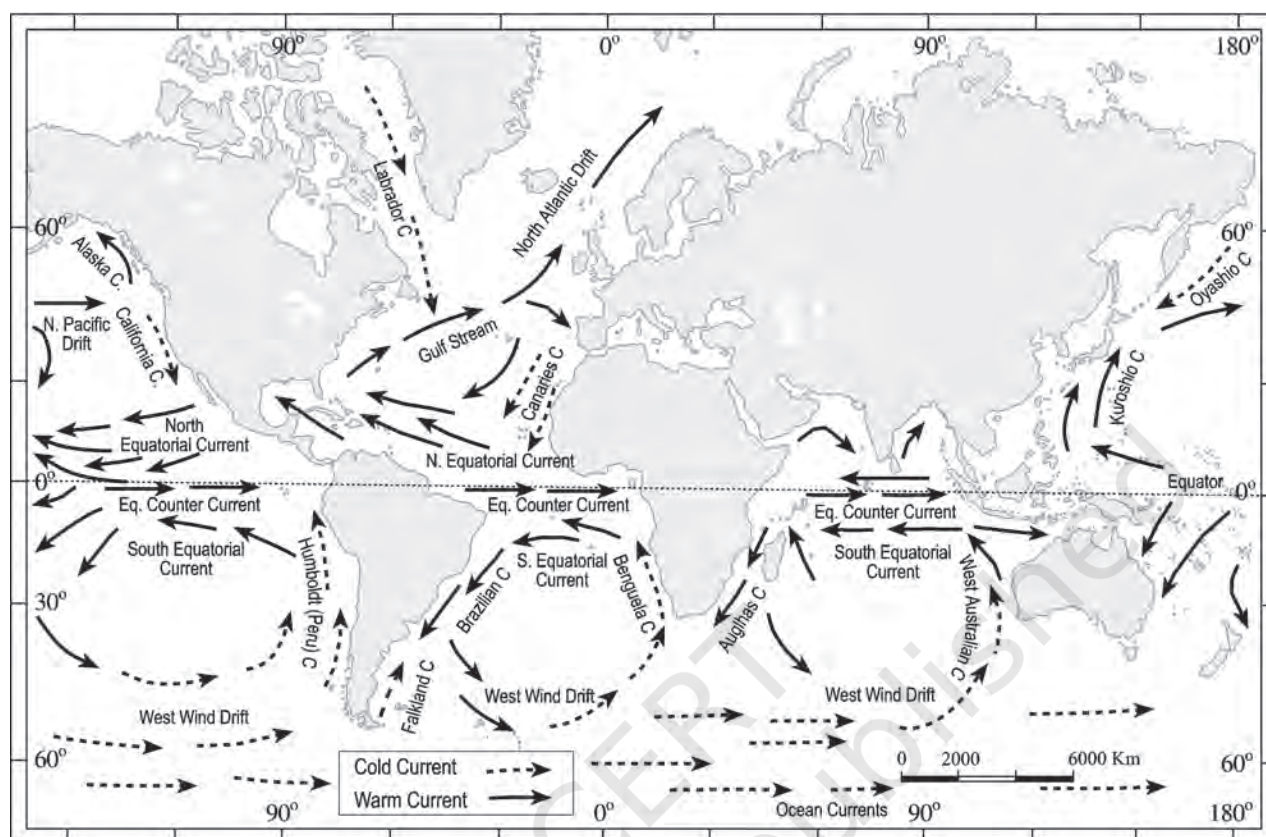 90° 0° 90° 180°
Labrador C
North Atlantic Drift
60° 60°
Alaska C.
Oyashio C
N. Pacific
Drift
California C.
Gulf Stream
Canaries C
Kuroshio C
North
Equatorial Current
N. Equatorial Current
0° Equator 0°
Eq. Counter Current Eq. Counter Current Eq. Counter Current
South Equatorial
Current
Humboldt (Peru) C
S. Equatorial
Current
Brazilian C
Benguela C
South Equatorial
Current
Auglhas C
West Australian C
30° 30°
Falkland C
West Wind Drift West Wind Drift West Wind Drift
60° 60°
Cold Current
Warm Current
0 2000 6000 Km
Ocean Currents
90° 0° 90° 180°